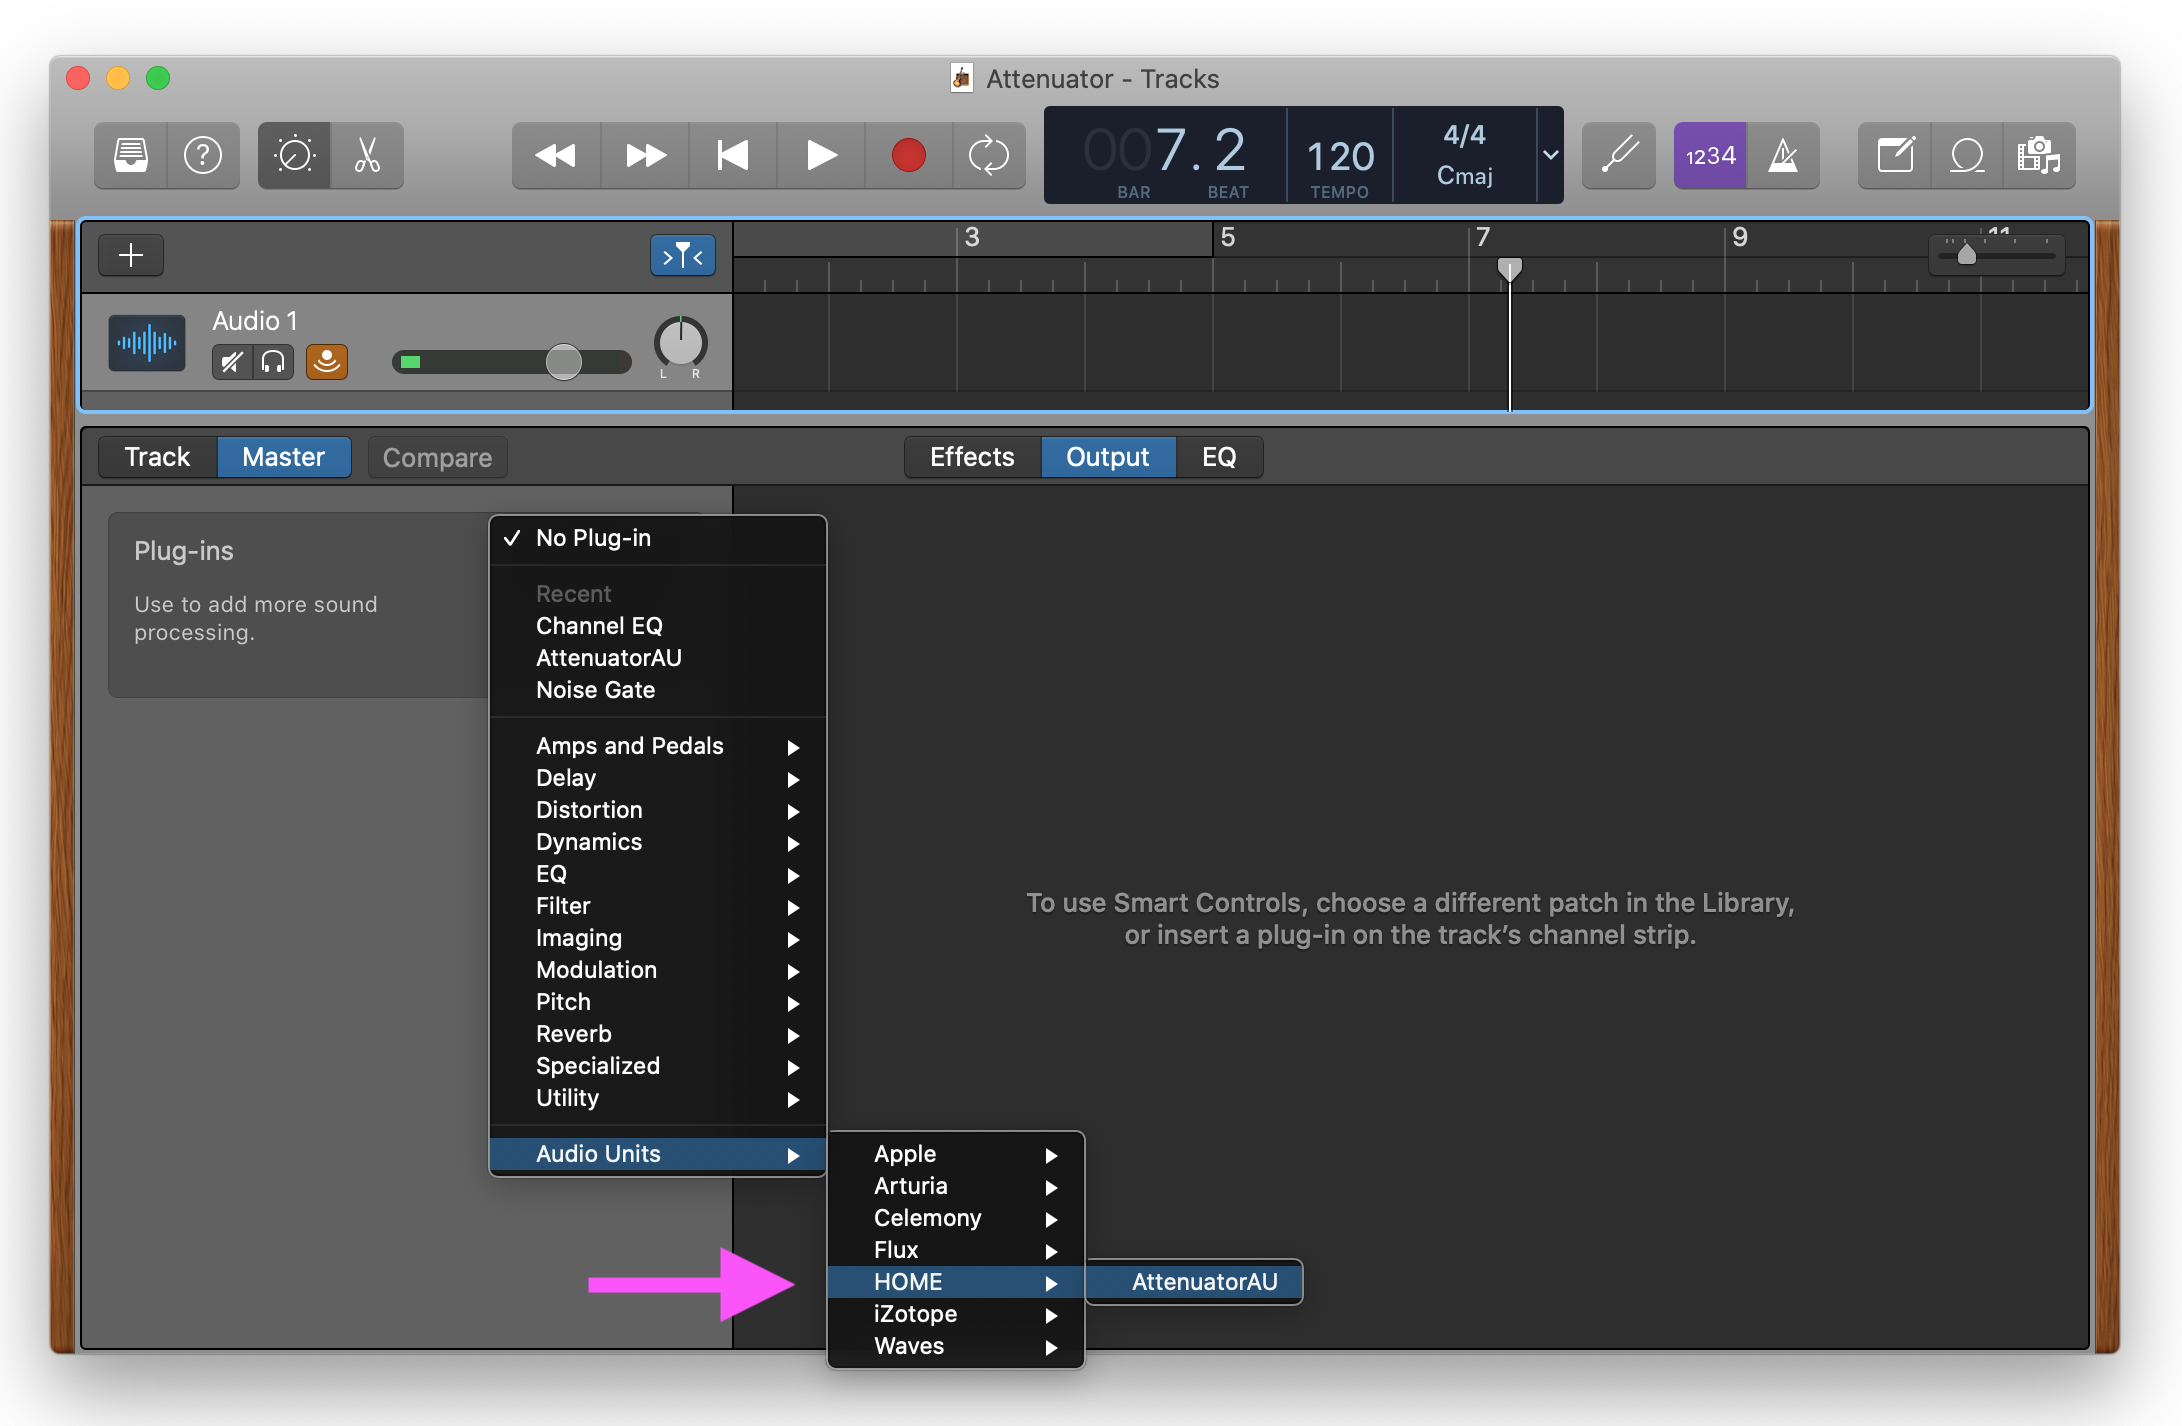 Attenuator - Tracks
?
007.2
BAR
BEAT
120
TEMPO
4/4
Cmaj
1234
3
5
7
9
11
Audio 1
L
R
Track
Master
Compare
Effects
Output
EQ
Plug-ins
Use to add more sound
processing.
✓ No Plug-in
Recent
Channel EQ
AttenuatorAU
Noise Gate
Amps and Pedals
Delay
Distortion
Dynamics
EQ
Filter
Imaging
Modulation
Pitch
Reverb
Specialized
Utility
Audio Units
Apple
Arturia
Celemony
Flux
HOME
AttenuatorAU
iZotope
Waves
To use Smart Controls, choose a different patch in the Library,
or insert a plug-in on the track’s channel strip.